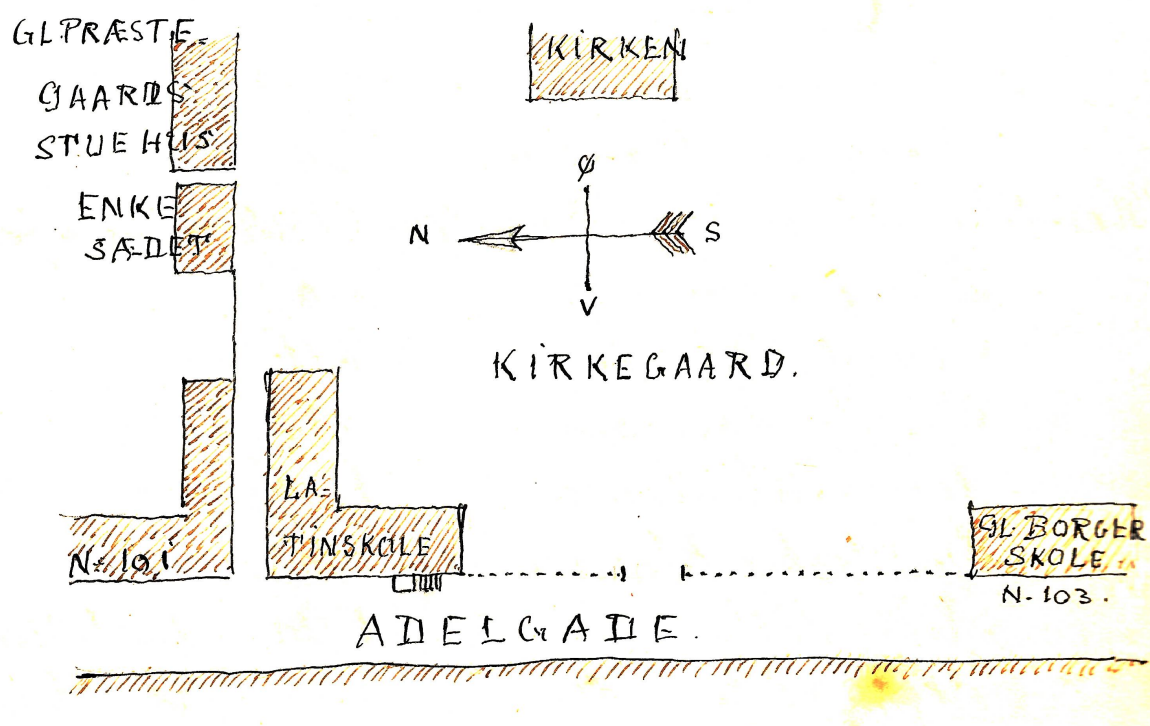 GL. PRÆSTE-
GAARDS
STUEHUS
KIRKEN
ENKE
SÆDET
Ø
N
S
V
KIRKEGAARD.
LA-
TINSKOLE
N- 101
GL. BORGER
SKOLE
N- 103.
ADELGADE.